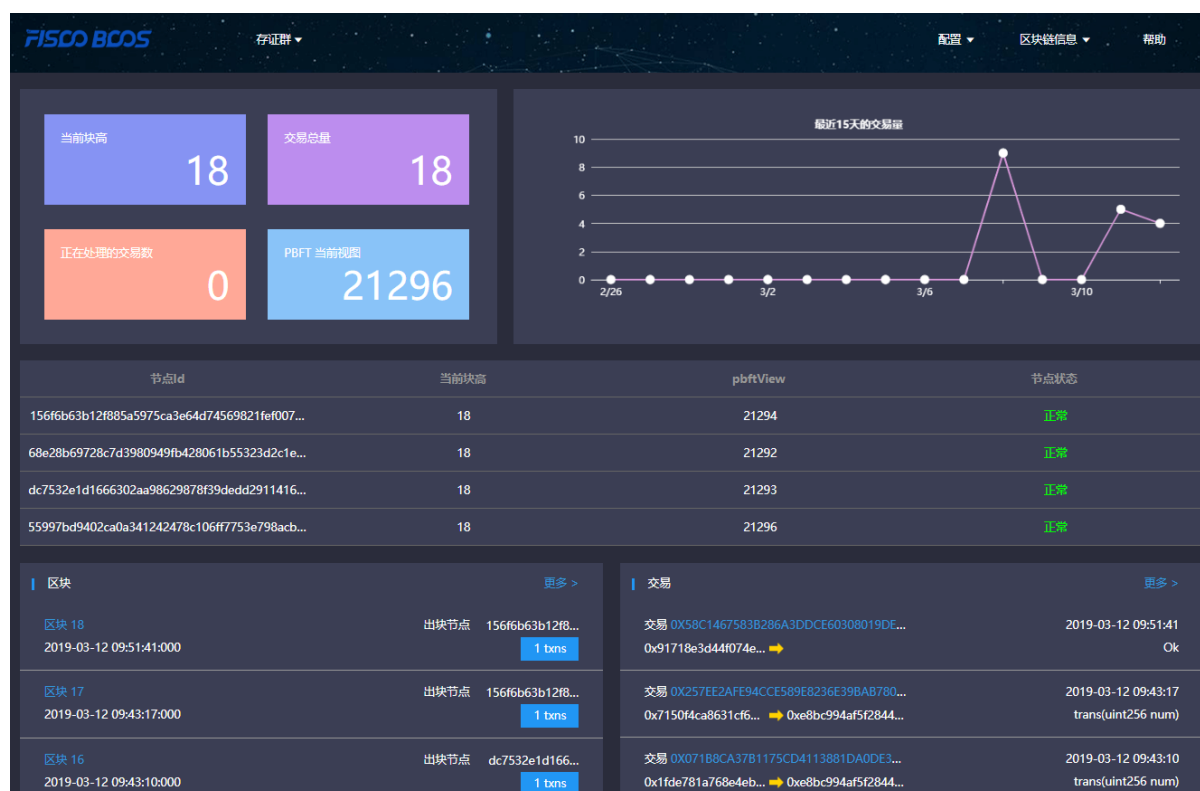 FISCO BCOS 存证群 配置 区块链信息 帮助
当前块高
18
交易总量
18
正在处理的交易数
0
PBFT 当前视图
21296
最近15天的交易量
10
8
6
4
2
0
2/26 3/2 3/6 3/10
节点Id 当前块高 pbftView 节点状态
156f6b63b12f885a5975ca3e64d74569821fef007... 18 21294 正常
68e28b69728c7d3980949fb428061b55323d2c1e... 18 21292 正常
dc7532e1d1666302aa98629878f39dedd2911416... 18 21293 正常
55997bd9402ca0a341242478c106ff7753e798acb... 18 21296 正常
区块 更多 >
区块 18 出块节点 156f6b63b12f8...
2019-03-12 09:51:41:000 1 txns
区块 17 出块节点 156f6b63b12f8...
2019-03-12 09:43:17:000 1 txns
区块 16 出块节点 dc7532e1d166...
2019-03-12 09:43:10:000 1 txns
交易 更多 >
交易 0X58C1467583B286A3DDCE60308019DE... 2019-03-12 09:51:41
0x91718e3d44f074e... Ok
交易 0X257EE2AFE94CCE589E8236E39BAB780... 2019-03-12 09:43:17
0x7150f4ca8631cf6... 0xe8bc994af5f2844... trans(uint256 num)
交易 0X071B8CA37B1175CD4113881DA0DE3... 2019-03-12 09:43:10
0x1fde781a768e4eb... 0xe8bc994af5f2844... trans(uint256 num)